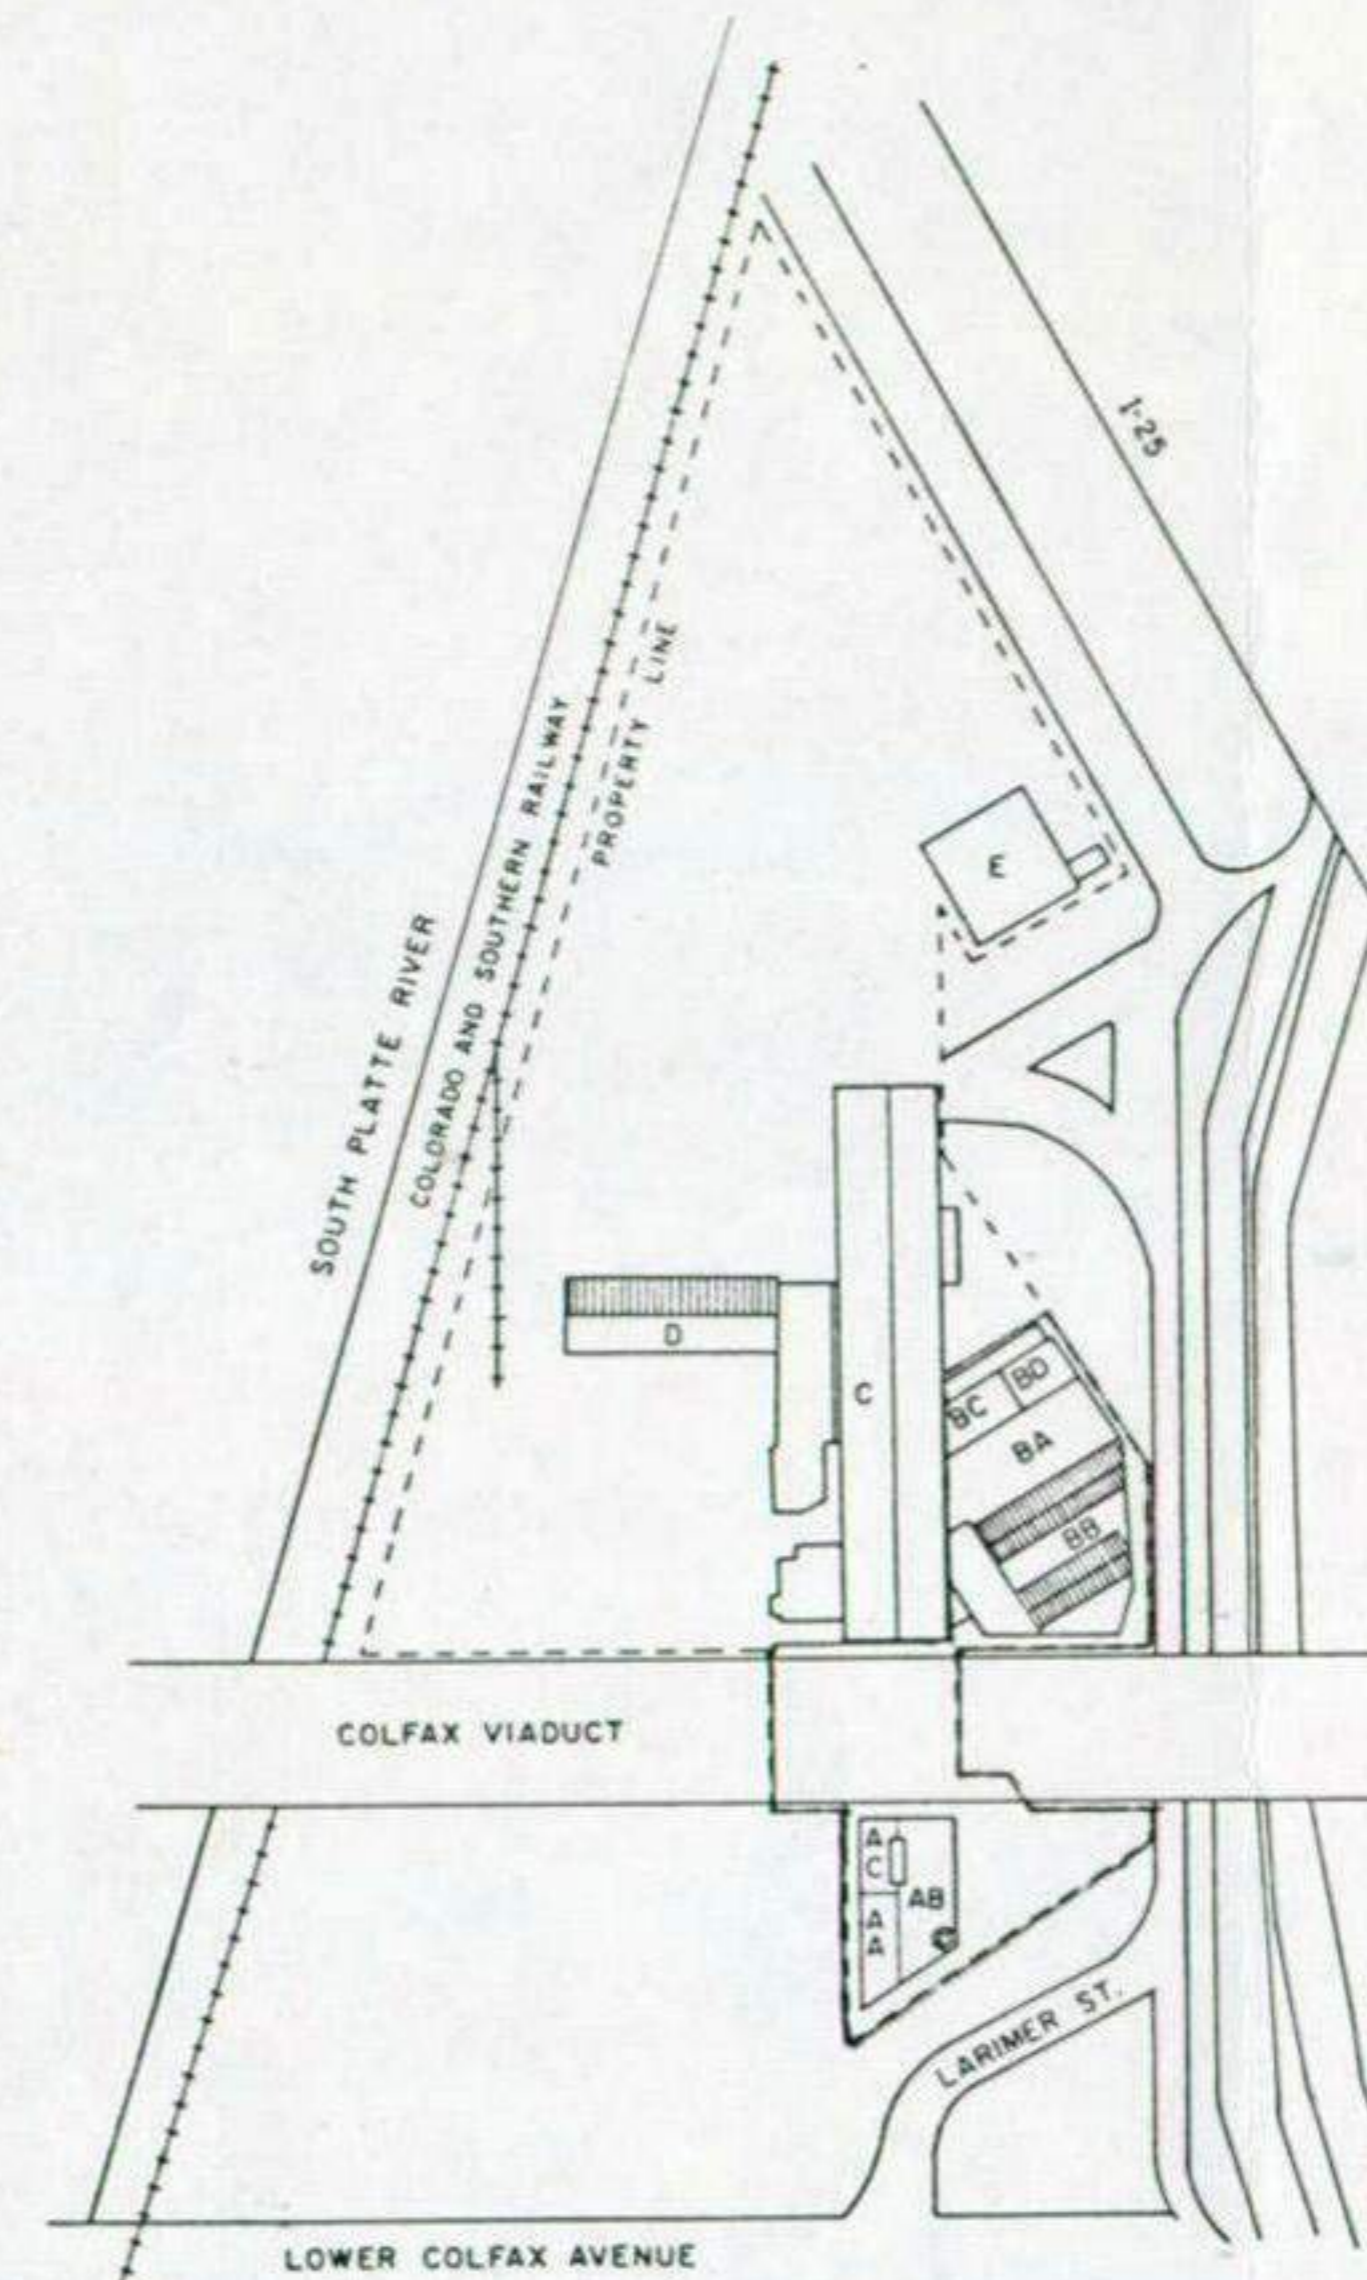 I-25
PROPERTY LINE
COLORADO AND SOUTHERN RAILWAY
SOUTH PLATTE RIVER
E
D
C
BD
BC
BA
BB
COLFAX VIADUCT
AC
AB
AA
LARIMER ST.
LOWER COLFAX AVENUE